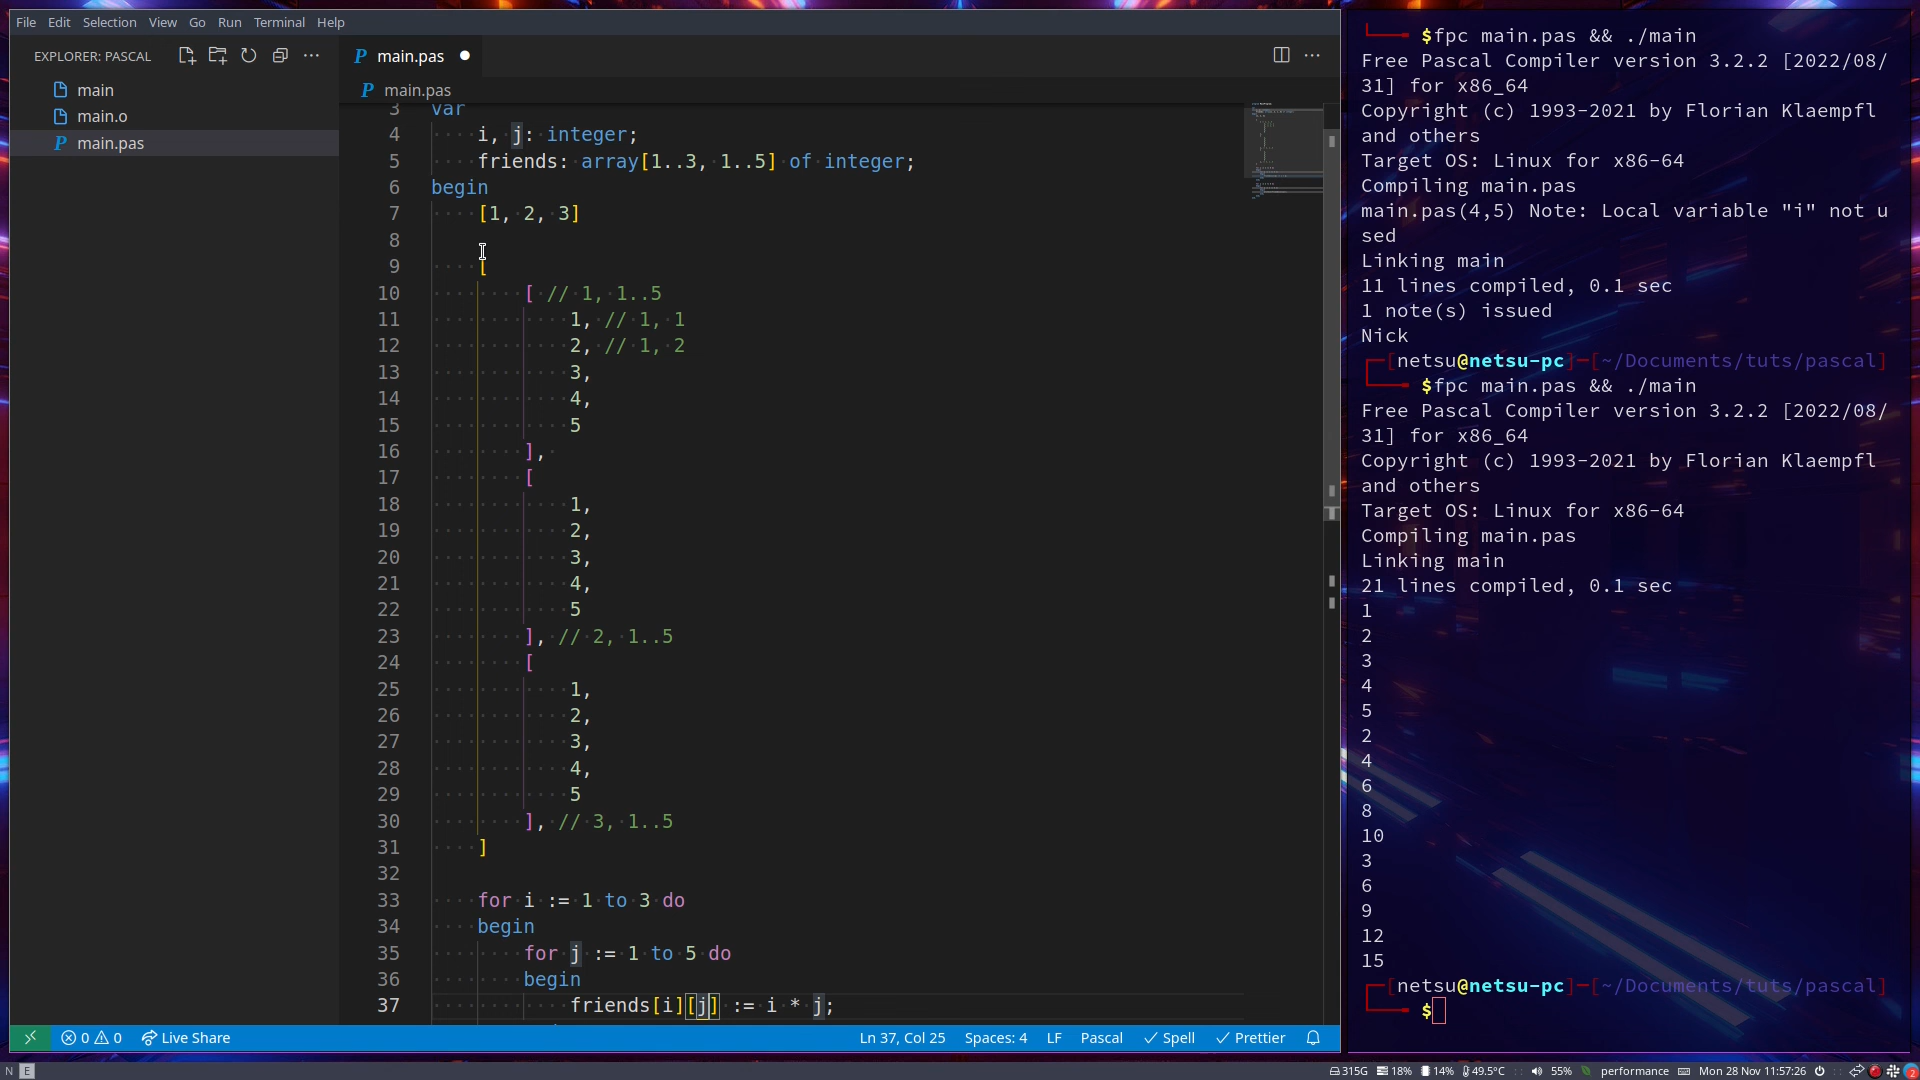 File Edit Selection View Go Run Terminal Help
EXPLORER: PASCAL
main
main.o
main.pas
main.pas
main.pas
3 var
4 i, j: integer;
5 friends: array[1..3, 1..5] of integer;
6 begin
7 [1, 2, 3]
8
9 [
10 [ // 1, 1..5
11 1, // 1, 1
12 2, // 1, 2
13 3,
14 4,
15 5
16 ],
17 [
18 1,
19 2,
20 3,
21 4,
22 5
23 ], // 2, 1..5
24 [
25 1,
26 2,
27 3,
28 4,
29 5
30 ], // 3, 1..5
31 ]
32
33 for i := 1 to 3 do
34 begin
35 for j := 1 to 5 do
36 begin
37 friends[i][j] := i * j;
0 0 Live Share
Ln 37, Col 25 Spaces: 4 LF Pascal Spell Prettier
$fpc main.pas && ./main
Free Pascal Compiler version 3.2.2 [2022/08/
31] for x86_64
Copyright (c) 1993-2021 by Florian Klaempfl
and others
Target OS: Linux for x86-64
Compiling main.pas
main.pas(4,5) Note: Local variable "i" not u
sed
Linking main
11 lines compiled, 0.1 sec
1 note(s) issued
Nick
[netsu@netsu-pc]-[~/Documents/tuts/pascal]
$fpc main.pas && ./main
Free Pascal Compiler version 3.2.2 [2022/08/
31] for x86_64
Copyright (c) 1993-2021 by Florian Klaempfl
and others
Target OS: Linux for x86-64
Compiling main.pas
Linking main
21 lines compiled, 0.1 sec
1
2
3
4
5
2
4
6
8
10
3
6
9
12
15
[netsu@netsu-pc]-[~/Documents/tuts/pascal]
$
N E
315G 18% 14% 49.5°C 55% performance Mon 28 Nov 11:57:26 2